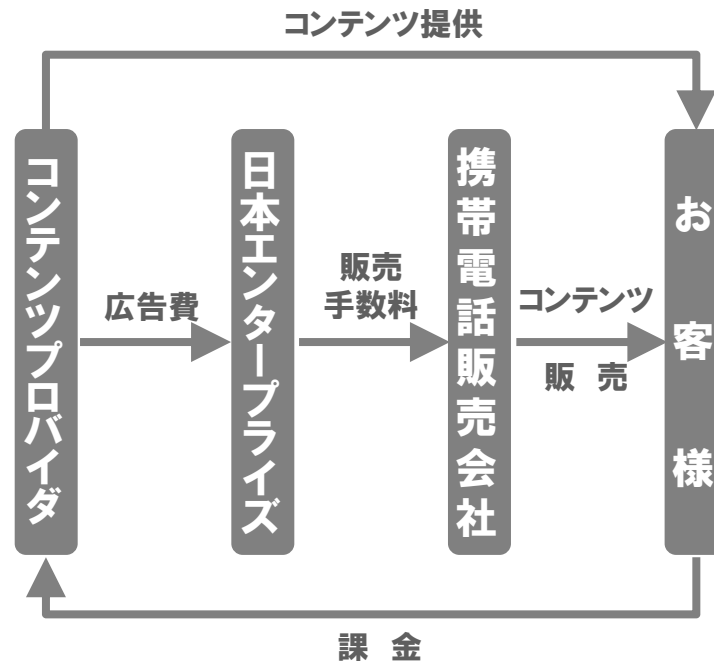 コンテンツ提供
コンテンツプロバイダ
広告費
日本エンタープライズ
販売
手数料
携帯電話販売会社
コンテンツ
販 売
お客様
課 金